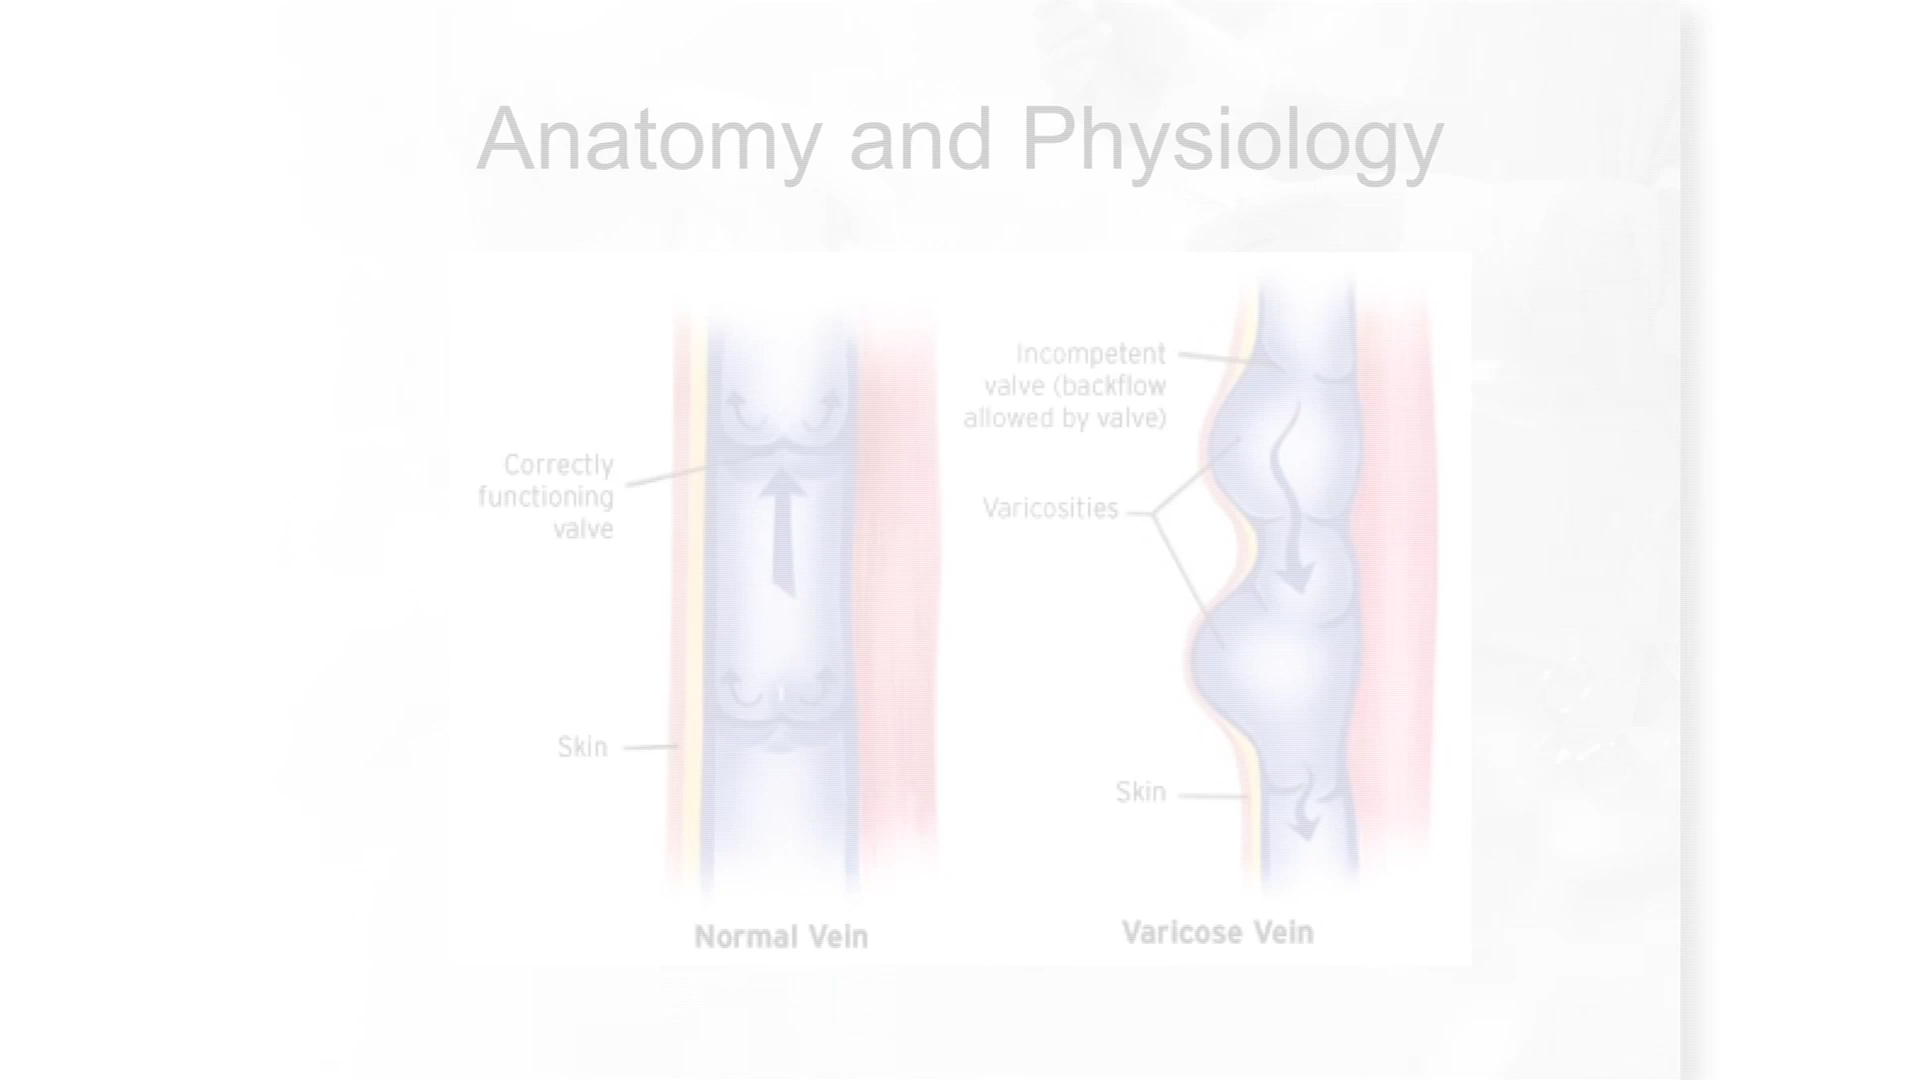 Anatomy and Physiology
Correctly
functioning
valve
Skin
Normal Vein
Incompetent
valve (backflow
allowed by valve)
Varicosities
Skin
Varicose Vein